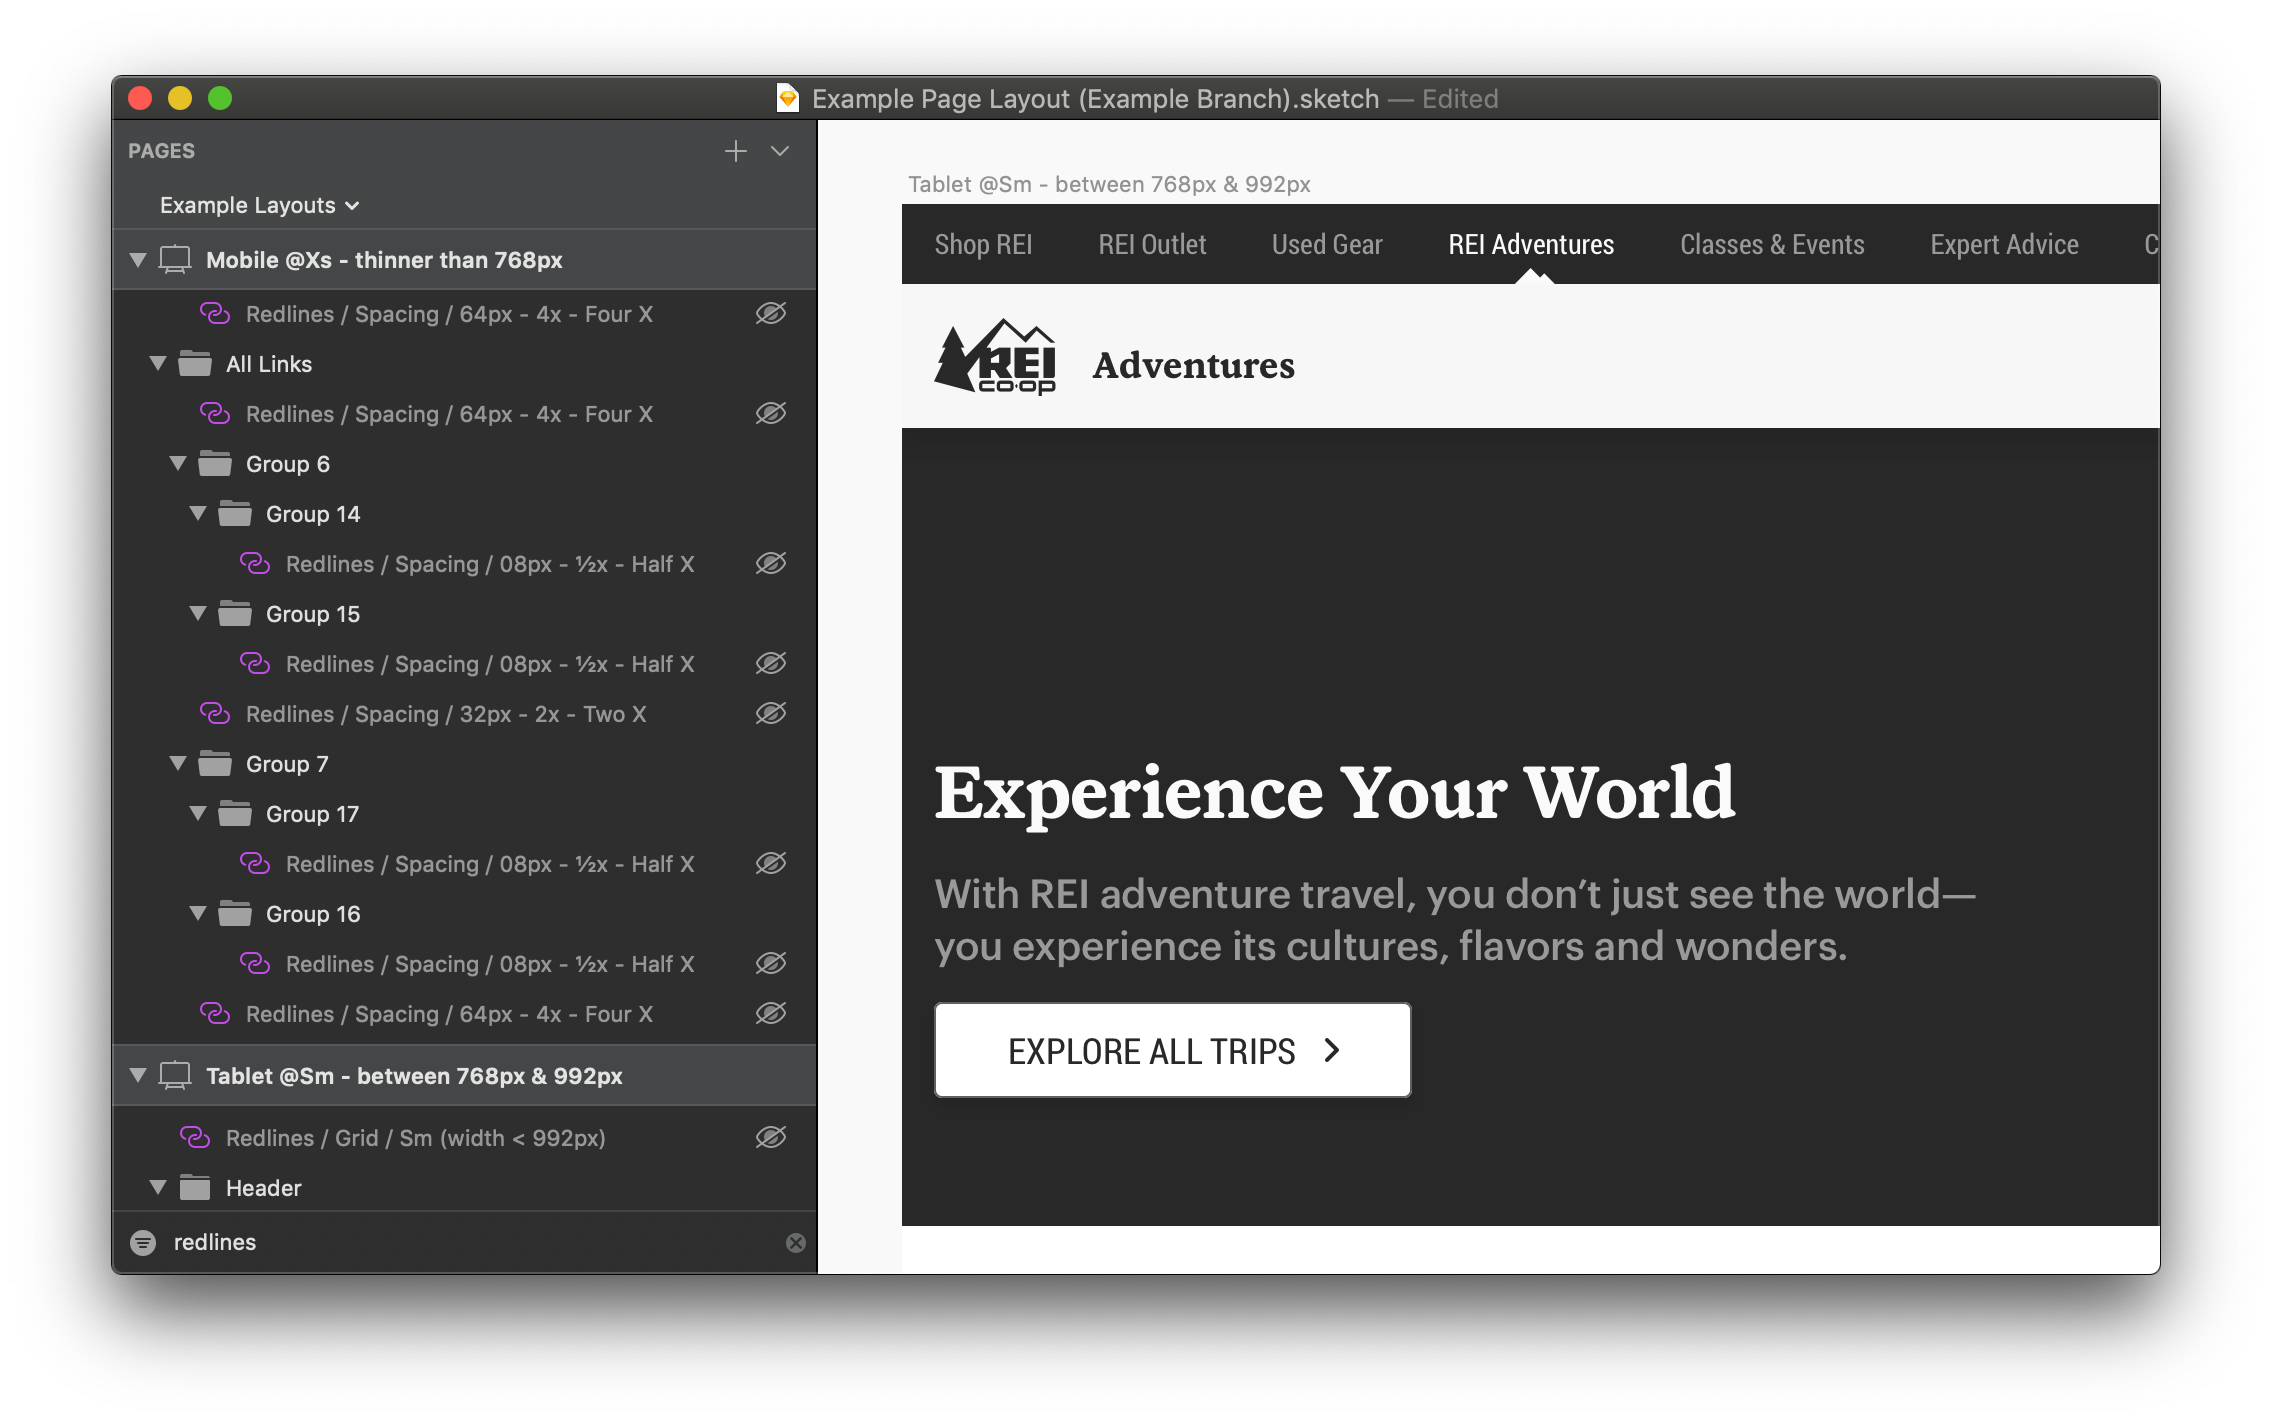 Example Page Layout (Example Branch).sketch — Edited
PAGES
Example Layouts
Mobile @Xs - thinner than 768px
Redlines / Spacing / 64px - 4x - Four X
All Links
Redlines / Spacing / 64px - 4x - Four X
Group 6
Group 14
Redlines / Spacing / 08px - ½x - Half X
Group 15
Redlines / Spacing / 08px - ½x - Half X
Redlines / Spacing / 32px - 2x - Two X
Group 7
Group 17
Redlines / Spacing / 08px - ½x - Half X
Group 16
Redlines / Spacing / 08px - ½x - Half X
Redlines / Spacing / 64px - 4x - Four X
Tablet @Sm - between 768px & 992px
Redlines / Grid / Sm (width < 992px)
Header
redlines
Tablet @Sm - between 768px & 992px
Shop REI REI Outlet Used Gear REI Adventures Classes & Events Expert Advice
REI
CO·OP
Adventures
Experience Your World
With REI adventure travel, you don’t just see the world—
you experience its cultures, flavors and wonders.
EXPLORE ALL TRIPS